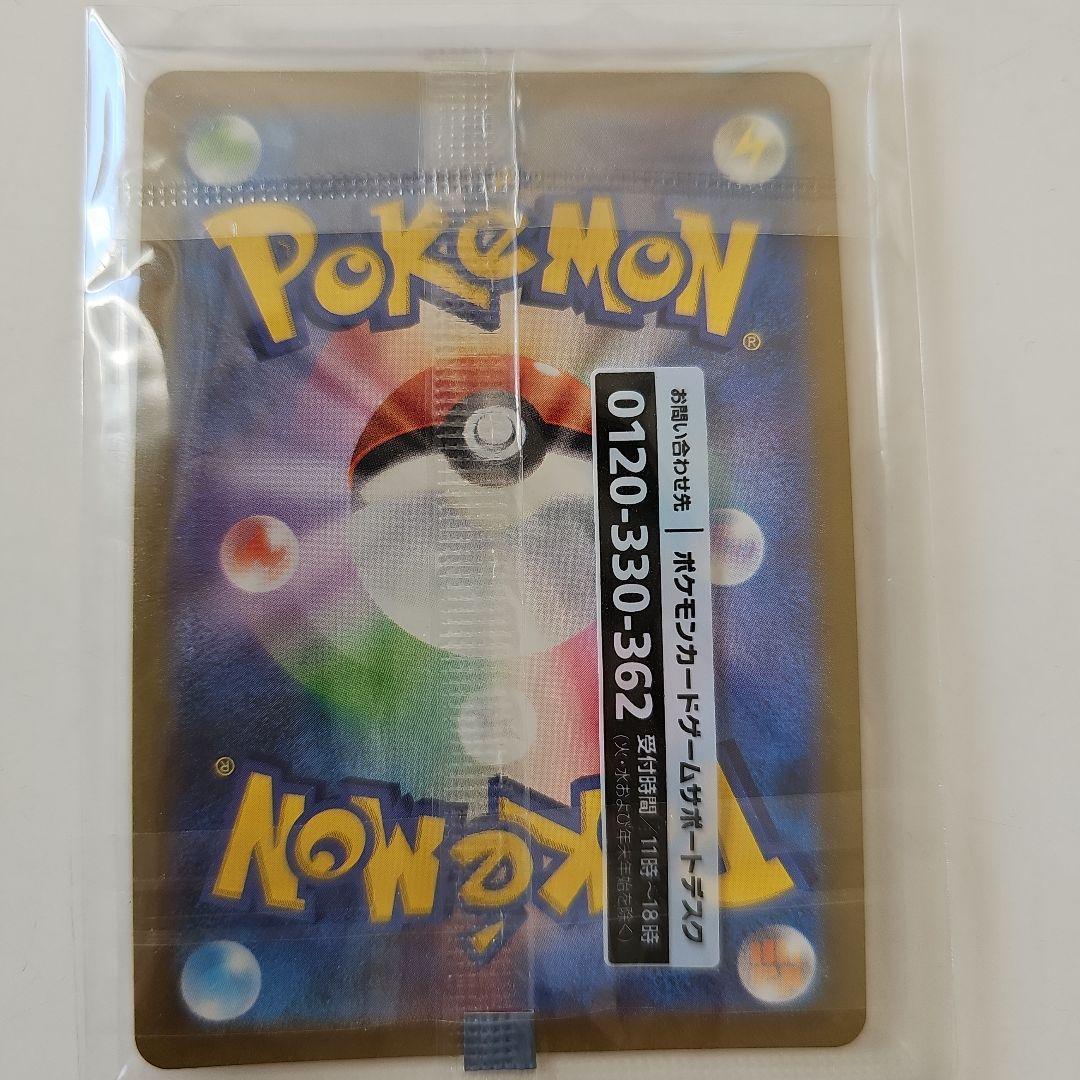 POKéMON
®
お問い合わせ先 | ポケモンカードゲームサポートデスク
0120-330-362 受付時間/11時~18時
(火・水および年末年始を除く)
POKéMON
®